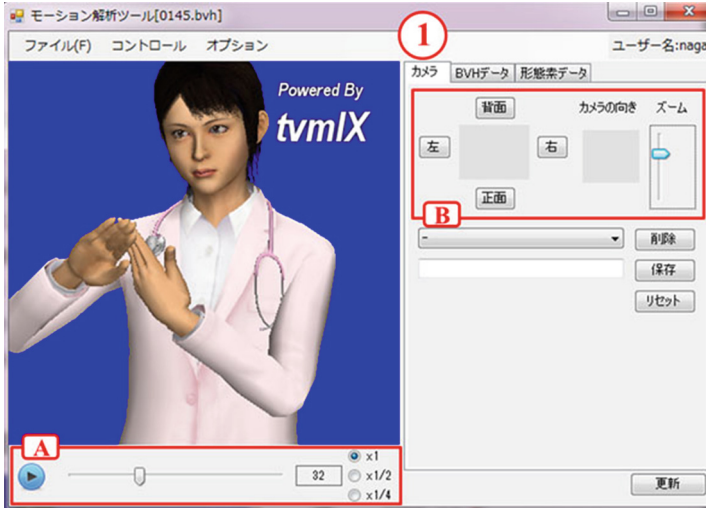 モーション解析ツール[0145.bvh]
ファイル(F) コントロール オプション
ユーザー名:naga
1
カメラ BVHデータ 形態素データ
Powered By
tvmlX
背面
カメラの向き ズーム
左 右
正面
B
- 削除
保存
リセット
A
32
x1
x1/2
x1/4
更新